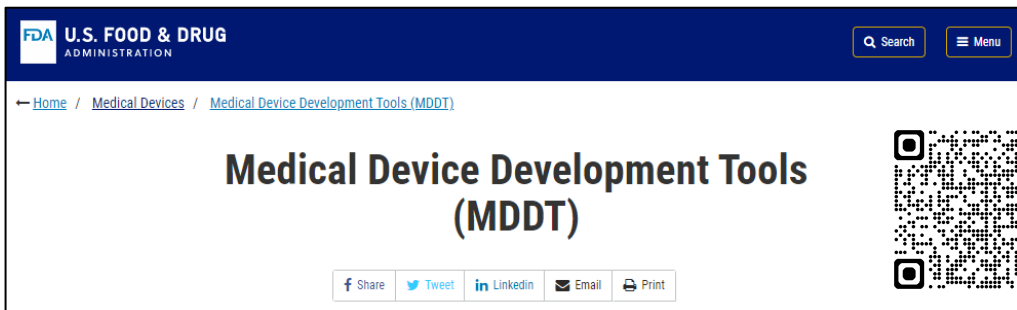 FDA U.S. FOOD & DRUG
ADMINISTRATION
Search
Menu
Home / Medical Devices / Medical Device Development Tools (MDDT)
Medical Device Development Tools
(MDDT)
Share
Tweet
in Linkedin
Email
Print